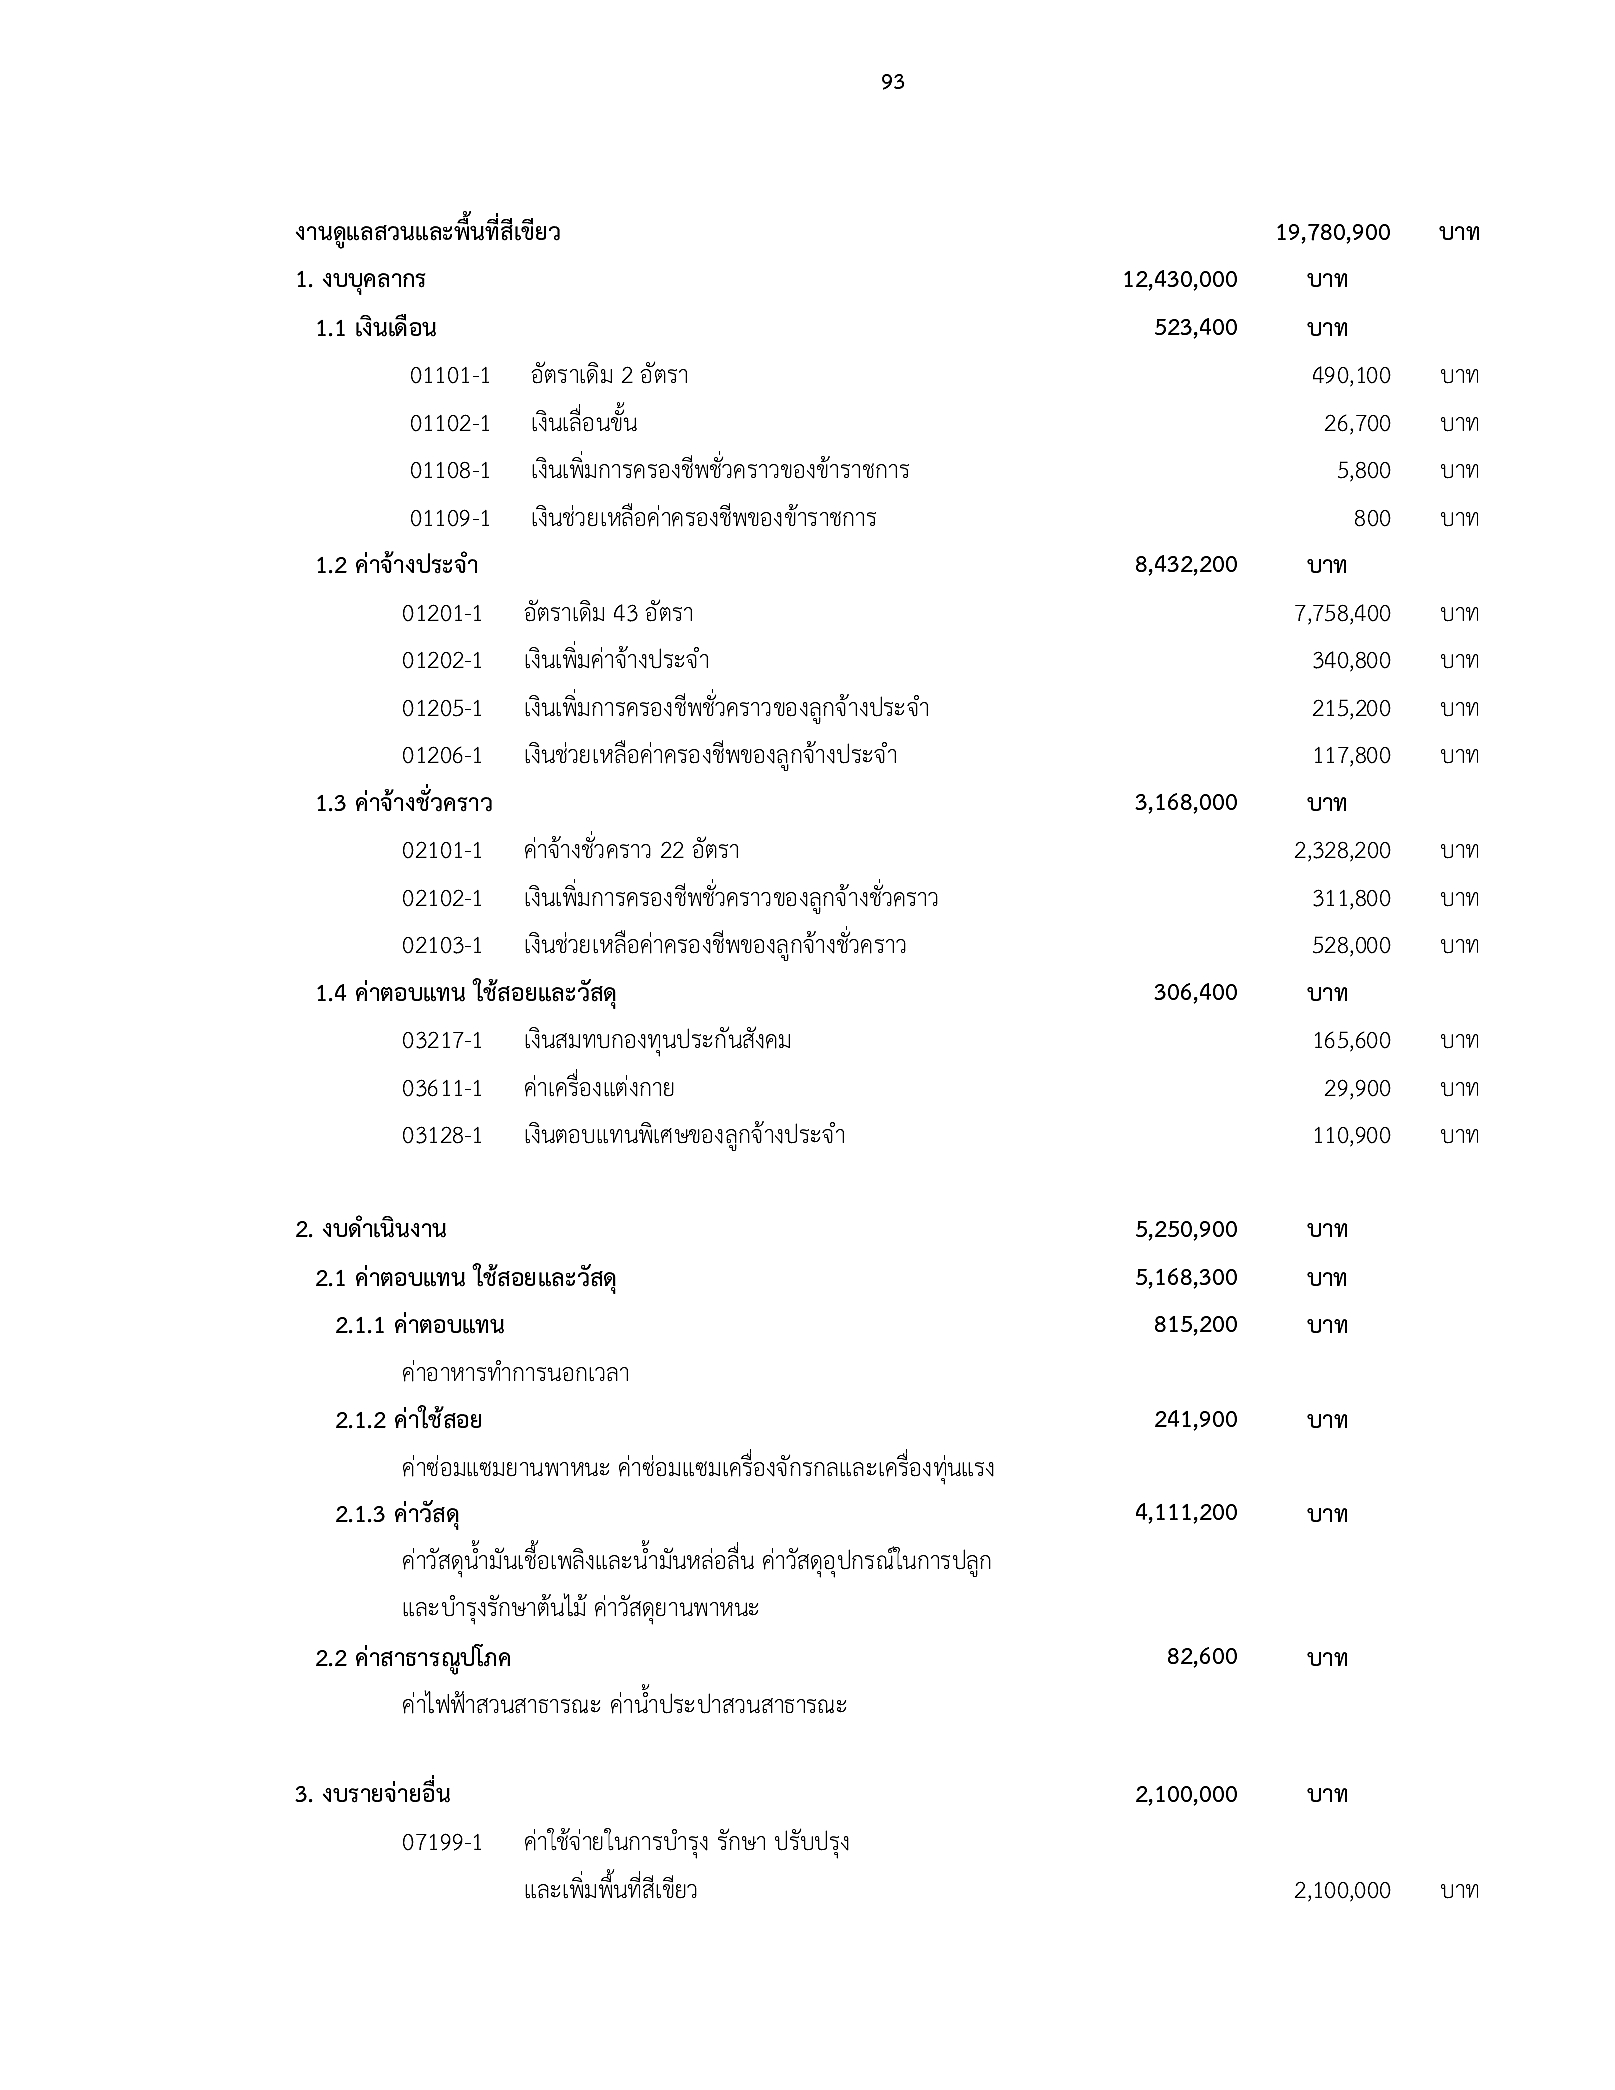 93
งานดูแลสวนและพื้นที่สีเขียว 19,780,900 บาท
1. งบบุคลากร 12,430,000 บาท
1.1 เงินเดือน 523,400 บาท
01101-1 อัตราเดิม 2 อัตรา 490,100 บาท
01102-1 เงินเลื่อนขั้น 26,700 บาท
01108-1 เงินเพิ่มการครองชีพชั่วคราวของข้าราชการ 5,800 บาท
01109-1 เงินช่วยเหลือค่าครองชีพของข้าราชการ 800 บาท
1.2 ค่าจ้างประจำ 8,432,200 บาท
01201-1 อัตราเดิม 43 อัตรา 7,758,400 บาท
01202-1 เงินเพิ่มค่าจ้างประจำ 340,800 บาท
01205-1 เงินเพิ่มการครองชีพชั่วคราวของลูกจ้างประจำ 215,200 บาท
01206-1 เงินช่วยเหลือค่าครองชีพของลูกจ้างประจำ 117,800 บาท
1.3 ค่าจ้างชั่วคราว 3,168,000 บาท
02101-1 ค่าจ้างชั่วคราว 22 อัตรา 2,328,200 บาท
02102-1 เงินเพิ่มการครองชีพชั่วคราวของลูกจ้างชั่วคราว 311,800 บาท
02103-1 เงินช่วยเหลือค่าครองชีพของลูกจ้างชั่วคราว 528,000 บาท
1.4 ค่าตอบแทน ใช้สอยและวัสดุ 306,400 บาท
03217-1 เงินสมทบกองทุนประกันสังคม 165,600 บาท
03611-1 ค่าเครื่องแต่งกาย 29,900 บาท
03128-1 เงินตอบแทนพิเศษของลูกจ้างประจำ 110,900 บาท
2. งบดำเนินงาน 5,250,900 บาท
2.1 ค่าตอบแทน ใช้สอยและวัสดุ 5,168,300 บาท
2.1.1 ค่าตอบแทน 815,200 บาท
ค่าอาหารทำการนอกเวลา
2.1.2 ค่าใช้สอย 241,900 บาท
ค่าซ่อมแซมยานพาหนะ ค่าซ่อมแซมเครื่องจักรกลและเครื่องทุ่นแรง
2.1.3 ค่าวัสดุ 4,111,200 บาท
ค่าวัสดุน้ำมันเชื้อเพลิงและน้ำมันหล่อลื่น ค่าวัสดุอุปกรณ์ในการปลูก
และบำรุงรักษาต้นไม้ ค่าวัสดุยานพาหนะ
2.2 ค่าสาธารณูปโภค 82,600 บาท
ค่าไฟฟ้าสวนสาธารณะ ค่าน้ำประปาสวนสาธารณะ
3. งบรายจ่ายอื่น 2,100,000 บาท
07199-1 ค่าใช้จ่ายในการบำรุง รักษา ปรับปรุง
และเพิ่มพื้นที่สีเขียว 2,100,000 บาท